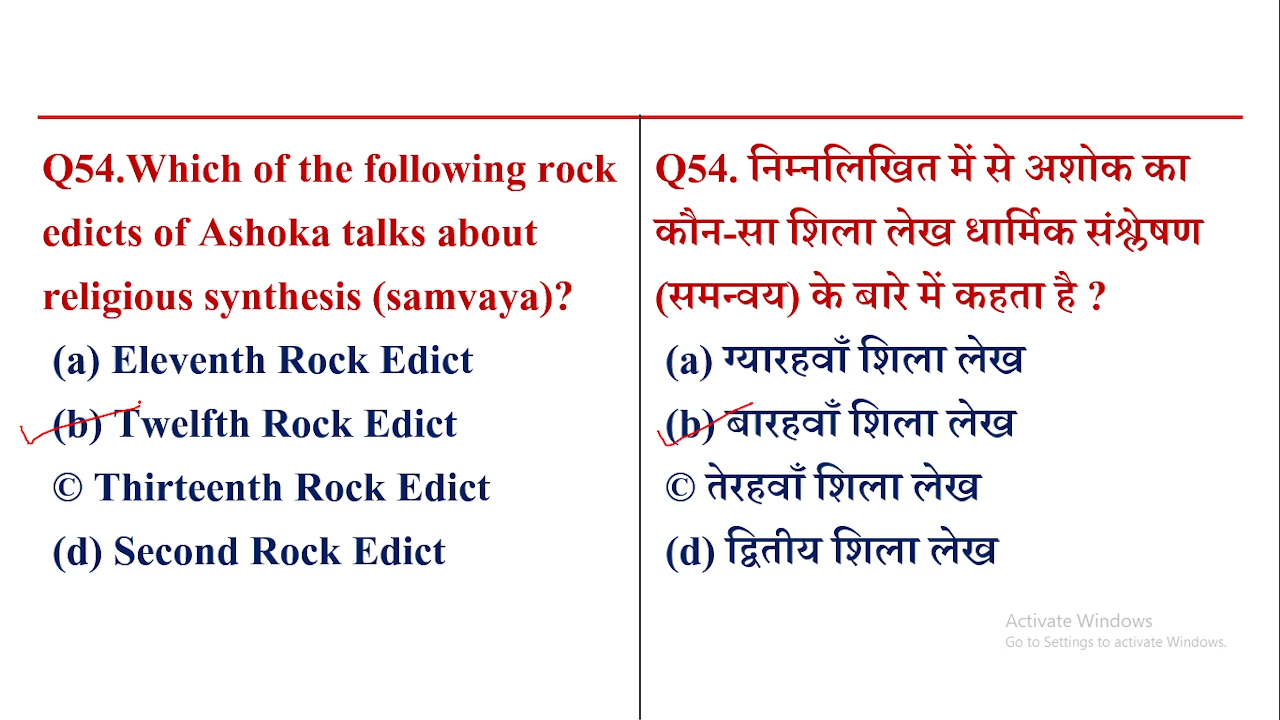 Q54.Which of the following rock
edicts of Ashoka talks about
religious synthesis (samvaya)?
(a) Eleventh Rock Edict
(b) Twelfth Rock Edict
© Thirteenth Rock Edict
(d) Second Rock Edict
Q54. निम्नलिखित में से अशोक का
कौन-सा शिला लेख धार्मिक संश्लेषण
(समन्वय) के बारे में कहता है ?
(a) ग्यारहवाँ शिला लेख
(b) बारहवाँ शिला लेख
© तेरहवाँ शिला लेख
(d) द्वितीय शिला लेख
Activate Windows
Go to Settings to activate Windows.